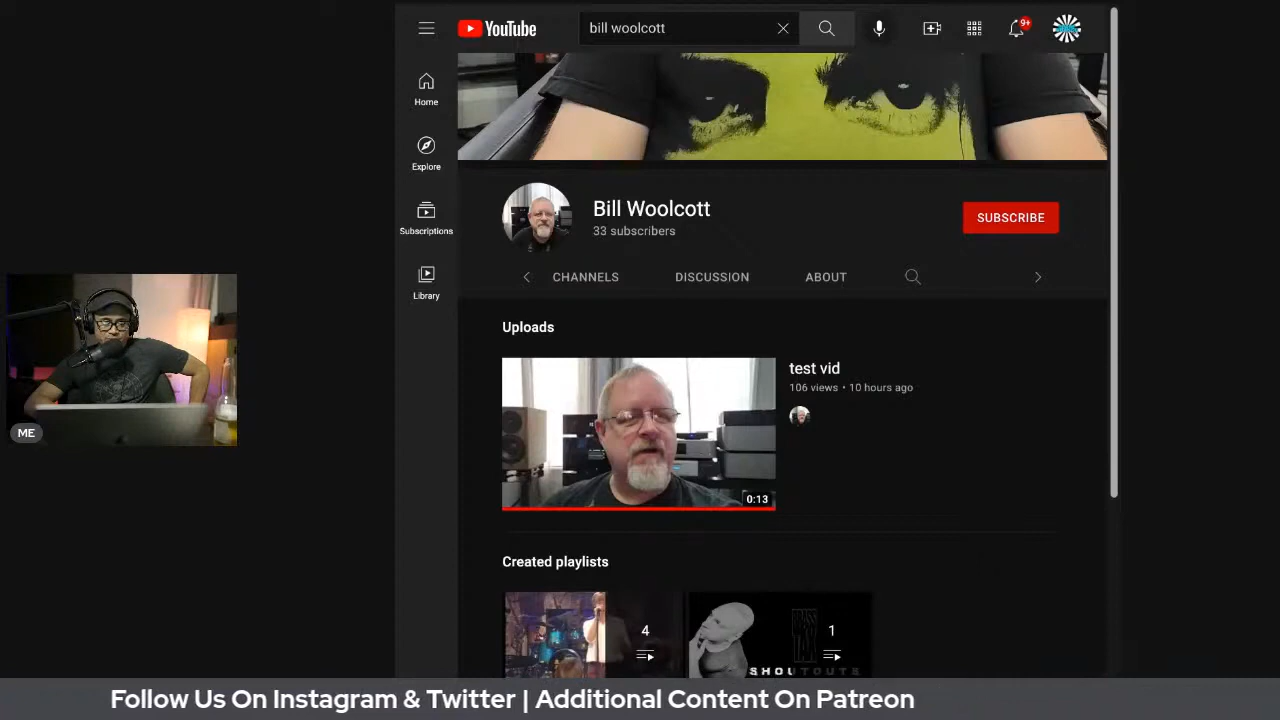 YouTube
bill woolcott
9+
Home
Explore
Subscriptions
Library
Bill Woolcott
33 subscribers
SUBSCRIBE
CHANNELS
DISCUSSION
ABOUT
Uploads
0:13
test vid
106 views • 10 hours ago
Created playlists
4
1
SHOUTOUTS
ME
Follow Us On Instagram & Twitter | Additional Content On Patreon